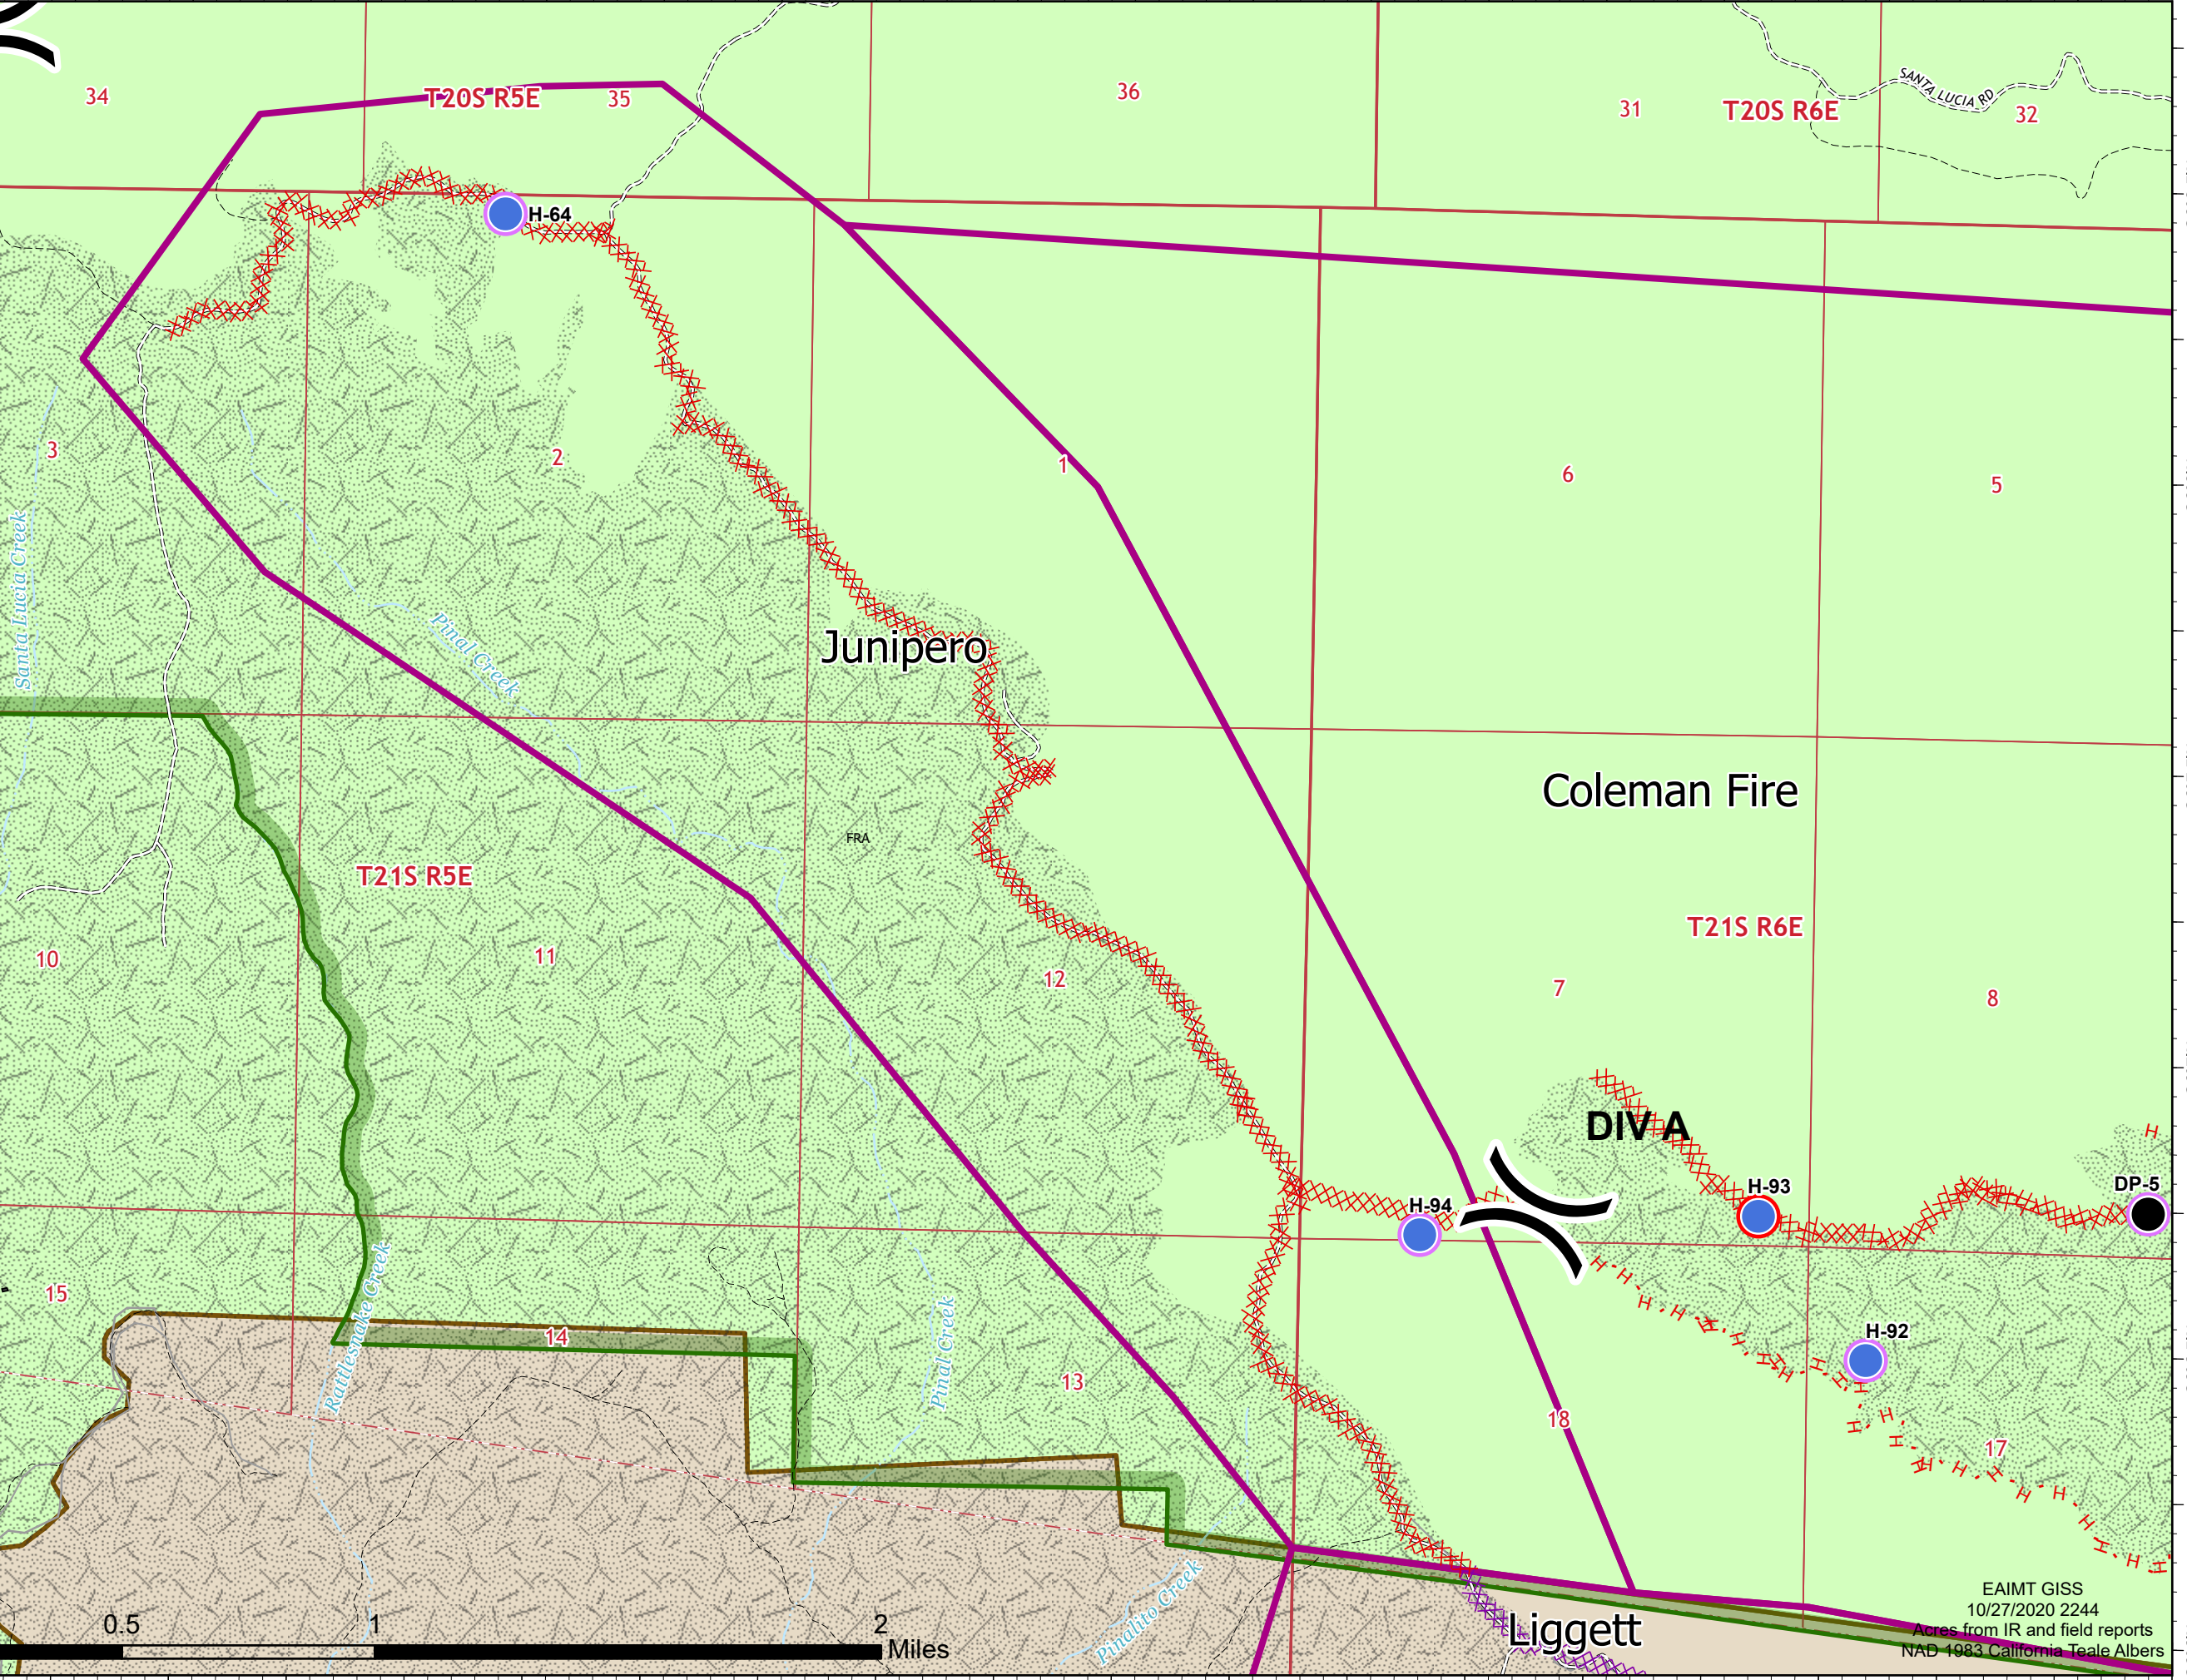 34
T20S R5E
35
36
31
T20S R6E
SANTA LUCIA RD
32
H-64
3
2
1
6
5
Santa Lucia Creek
Pinal Creek
Junipero
Coleman Fire
FRA
T21S R5E
T21S R6E
10
11
12
7
8
DIV A
H-93
DP-5
H-94
15
Rattlesnake Creek
14
Pinal Creek
13
H-92
18
17
Pinalito Creek
Liggett
0.5
1
2
Miles
EAIMT GISS
10/27/2020 2244
Acres from IR and field reports
NAD 1983 California Teale Albers